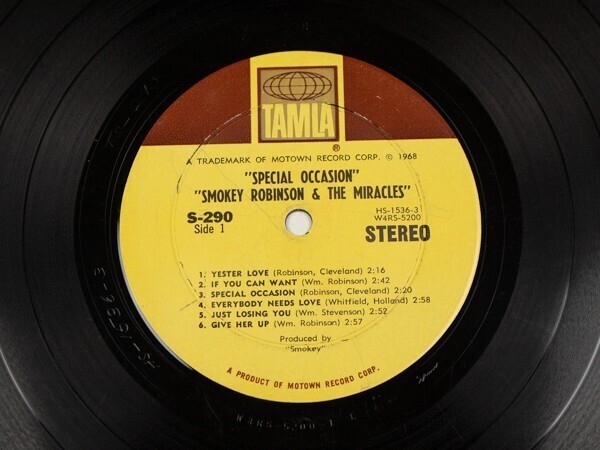 TAMLA
®
A TRADEMARK OF MOTOWN RECORD CORP. © 1968
"SPECIAL OCCASION"
"SMOKEY ROBINSON & THE MIRACLES"
S-290
Side 1
HS-1536-3
W4RS-5200
STEREO
1. YESTER LOVE (Robinson, Cleveland) 2:16
2. IF YOU CAN WANT (Wm. Robinson) 2:42
3. SPECIAL OCCASION (Robinson, Cleveland) 2:20
4. EVERYBODY NEEDS LOVE (Whitfield, Holland) 2:58
5. JUST LOSING YOU (Wm. Stevenson) 2:52
6. GIVE HER UP (Wm. Robinson) 2:57
Produced by
"Smokey"
A PRODUCT OF MOTOWN RECORD CORP.
HS-1536-3